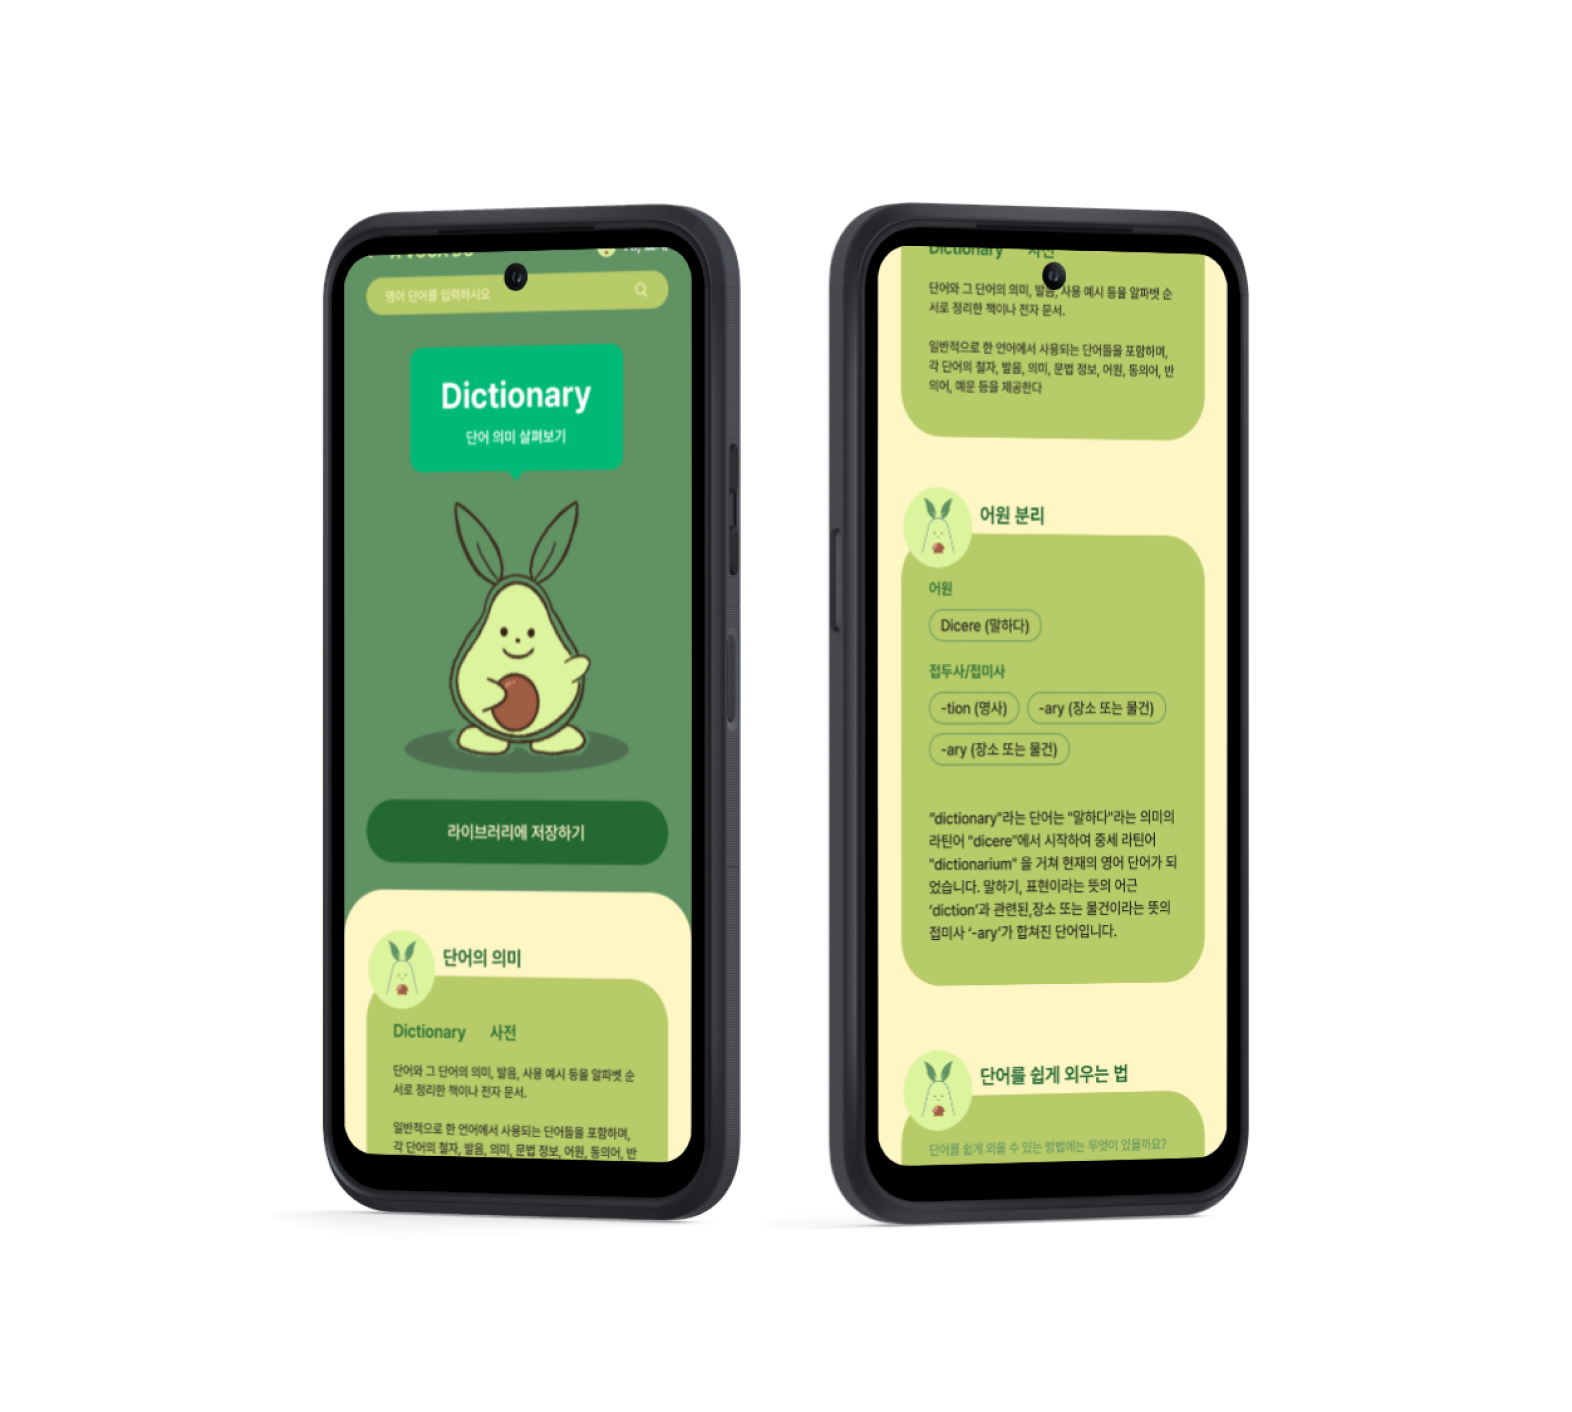 영어 단어를 입력하시오
Dictionary
단어 의미 살펴보기
라이브러리에 저장하기
단어의 의미
Dictionary 사전
단어와 그 단어의 의미, 발음, 사용 예시 등을 알파벳 순
서로 정리한 책이나 전자 문서.
일반적으로 한 언어에서 사용되는 단어들을 포함하며,
각 단어의 철자, 발음, 의미, 문법 정보, 어원, 동의어, 반
Dictionary 사전
단어와 그 단어의 의미, 발음, 사용 예시 등을 알파벳 순
서로 정리한 책이나 전자 문서.
일반적으로 한 언어에서 사용되는 단어들을 포함하며,
각 단어의 철자, 발음, 의미, 문법 정보, 어원, 동의어, 반
의어, 예문 등을 제공한다
어원 분리
어원
Dicere (말하다)
접두사/접미사
-tion (명사) -ary (장소 또는 물건)
-ary (장소 또는 물건)
"dictionary"라는 단어는 "말하다"라는 의미의
라틴어 "dicere"에서 시작하여 중세 라틴어
"dictionarium" 을 거쳐 현재의 영어 단어가 되
었습니다. 말하기, 표현이라는 뜻의 어근
‘diction’과 관련된,장소 또는 물건이라는 뜻의
접미사 ‘-ary’가 합쳐진 단어입니다.
단어를 쉽게 외우는 법
단어를 쉽게 외울 수 있는 방법에는 무엇이 있을까요?